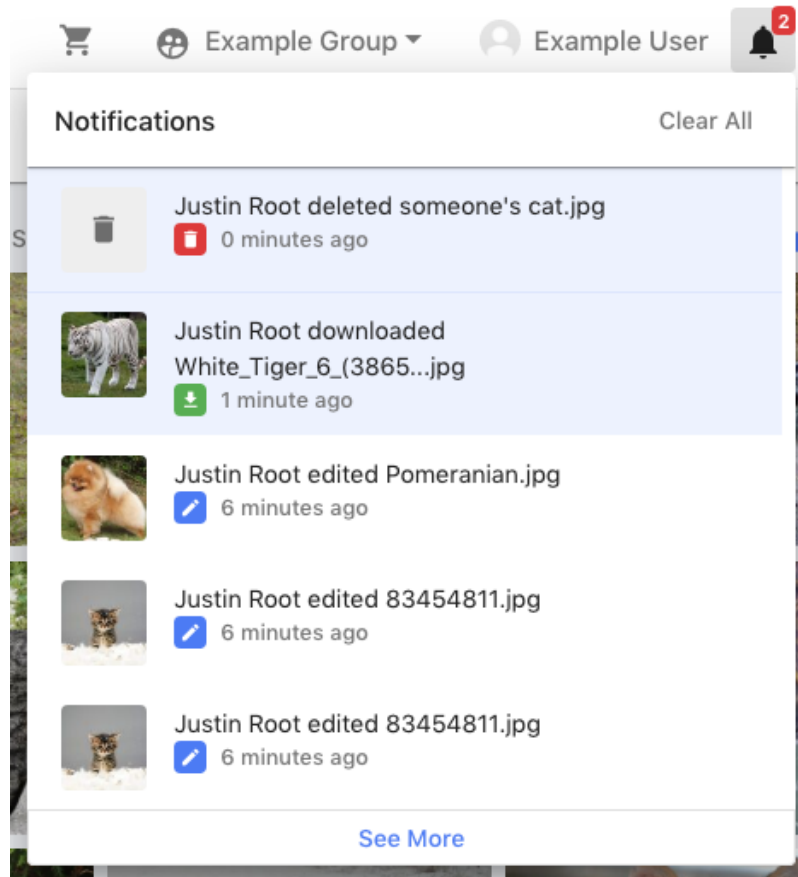 Example Group
Example User
2
Notifications
Clear All
Justin Root deleted someone's cat.jpg
0 minutes ago
Justin Root downloaded
White_Tiger_6_(3865...jpg
1 minute ago
Justin Root edited Pomeranian.jpg
6 minutes ago
Justin Root edited 83454811.jpg
6 minutes ago
Justin Root edited 83454811.jpg
6 minutes ago
See More